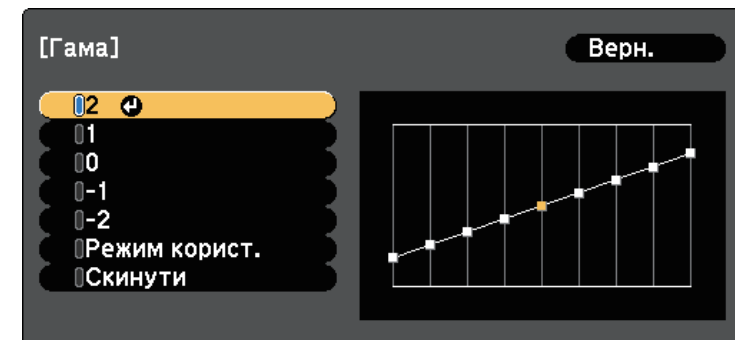 [Гама]
Верн.
2
1
0
-1
-2
Режим корист.
Скинути